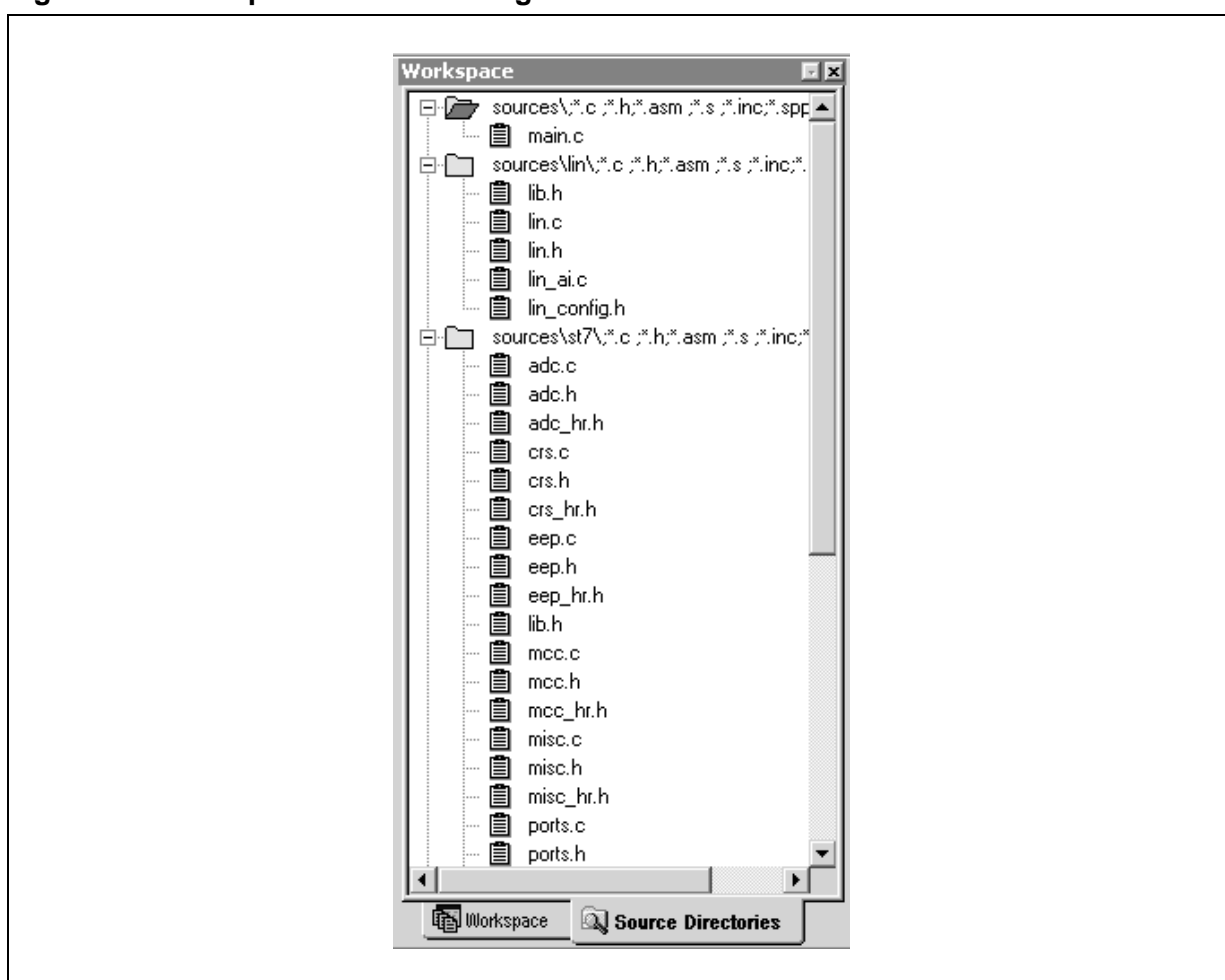 Workspace
sources\;*.c ;*.h;*.asm ;*.s ;*.inc;*.spp
main.c
sources\lin\;*.c ;*.h;*.asm ;*.s ;*.inc;*.
lib.h
lin.c
lin.h
lin_ai.c
lin_config.h
sources\st7\;*.c ;*.h;*.asm ;*.s ;*.inc;*
adc.c
adc.h
adc_hr.h
crs.c
crs.h
crs_hr.h
eep.c
eep.h
eep_hr.h
lib.h
mcc.c
mcc.h
mcc_hr.h
misc.c
misc.h
misc_hr.h
ports.c
ports.h
Workspace Source Directories